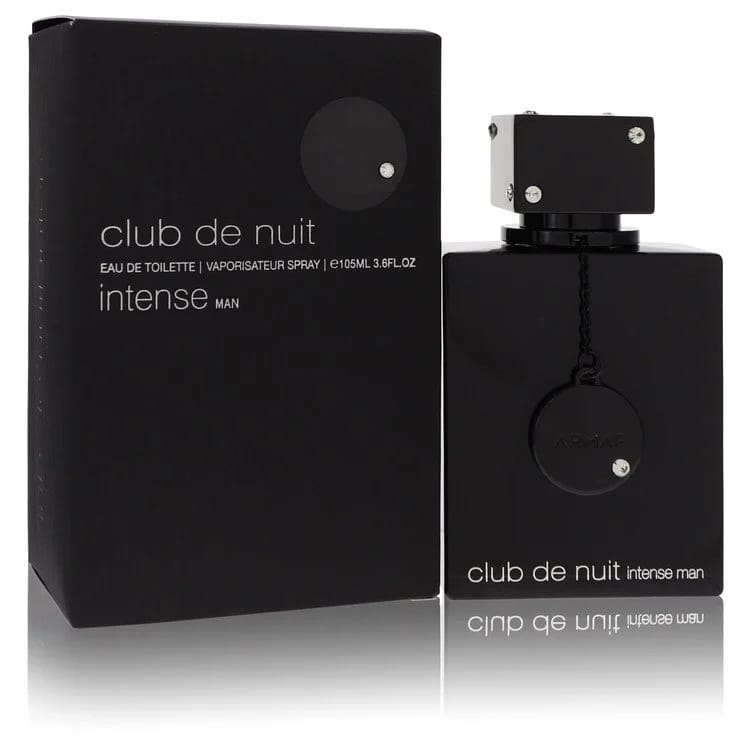 club de nuit
EAU DE TOILETTE | VAPORISATEUR SPRAY | ℮105ML 3.6FL.OZ
intense MAN
ARMAF
club de nuit intense man